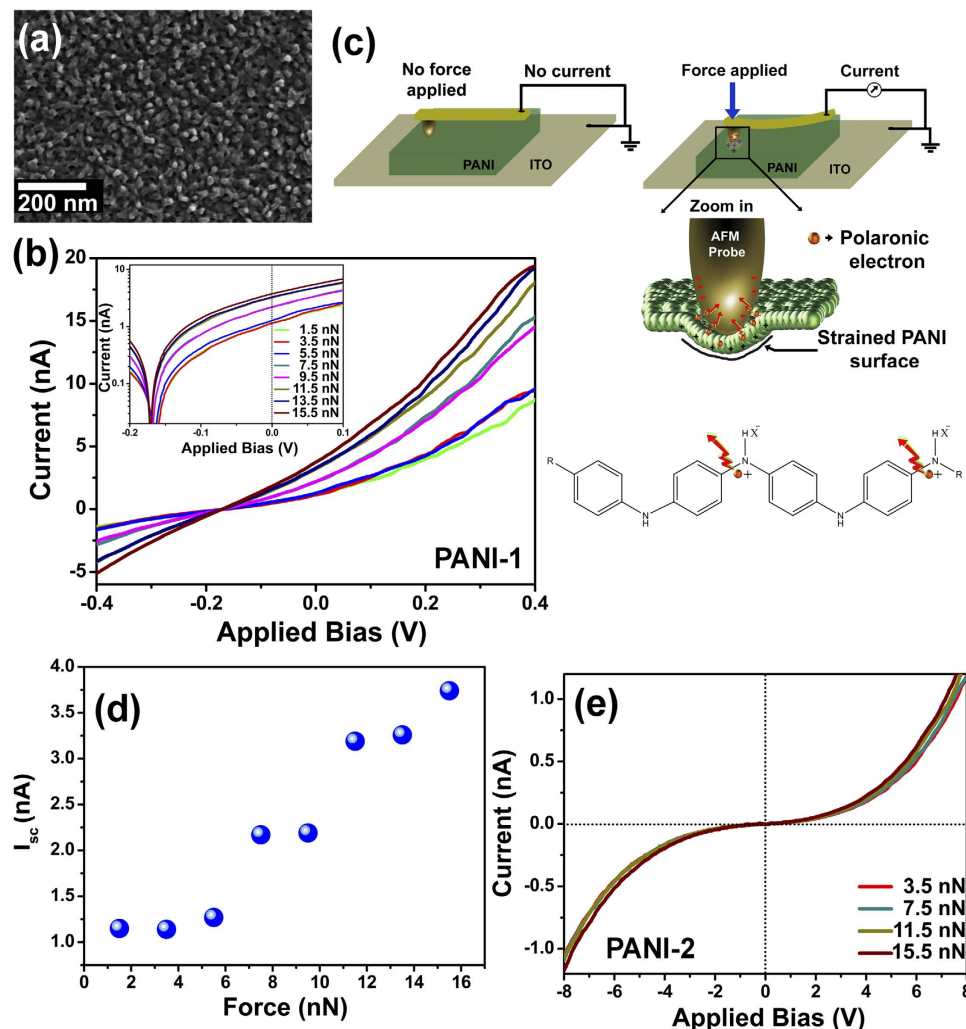 (a)
200 nm
(c)
No force
applied
No current
PANI
ITO
Force applied
Current
PANI
ITO
Zoom in
AFM
Probe
Polaronic
electron
Strained PANI
surface
R
N
H
H X⁻
N
+
N
H
H X⁻
N
+
R
(b)
Current (nA)
20
15
10
5
0
-5
-0.4 -0.2 0.0 0.2 0.4
Applied Bias (V)
PANI-1
Current (nA)
10
1
0.1
-0.2 -0.1 0.0 0.1
Applied Bias (V)
1.5 nN
3.5 nN
5.5 nN
7.5 nN
9.5 nN
11.5 nN
13.5 nN
15.5 nN
(d)
Isc (nA)
4.0
3.5
3.0
2.5
2.0
1.5
1.0
0 2 4 6 8 10 12 14 16
Force (nN)
(e)
Current (nA)
1.0
0.5
0.0
-0.5
-1.0
-8 -6 -4 -2 0 2 4 6 8
Applied Bias (V)
PANI-2
3.5 nN
7.5 nN
11.5 nN
15.5 nN